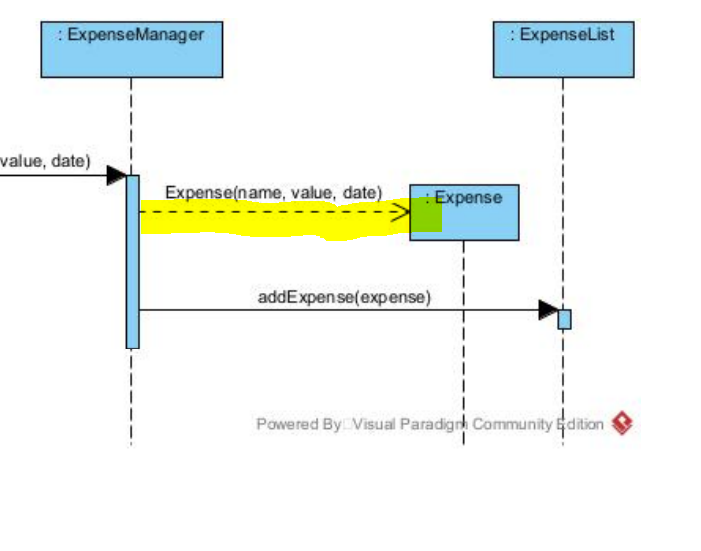 : ExpenseManager
: ExpenseList
value, date)
Expense(name, value, date)
: Expense
addExpense(expense)
Powered By Visual Paradigm Community Edition